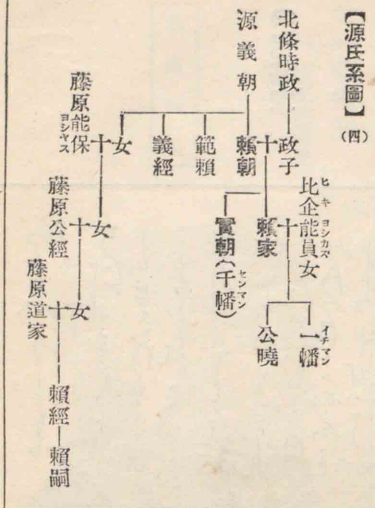 【源氏系圖】(四)
北條時政
政子
源義朝
賴朝
範賴
義經
女
比企能員女
ヒキヨシカズ
賴家
實朝(千幡)
センマン
一幡
イチマン
公曉
藤原能保
ヨシヤス
女
藤原公經
女
藤原道家
賴經
賴嗣